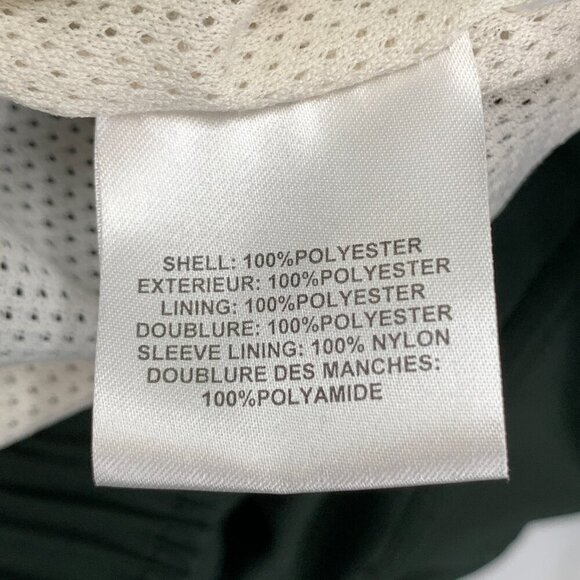 SHELL: 100%POLYESTER
EXTERIEUR: 100%POLYESTER
LINING: 100%POLYESTER
DOUBLURE: 100%POLYESTER
SLEEVE LINING: 100% NYLON
DOUBLURE DES MANCHES:
100%POLYAMIDE